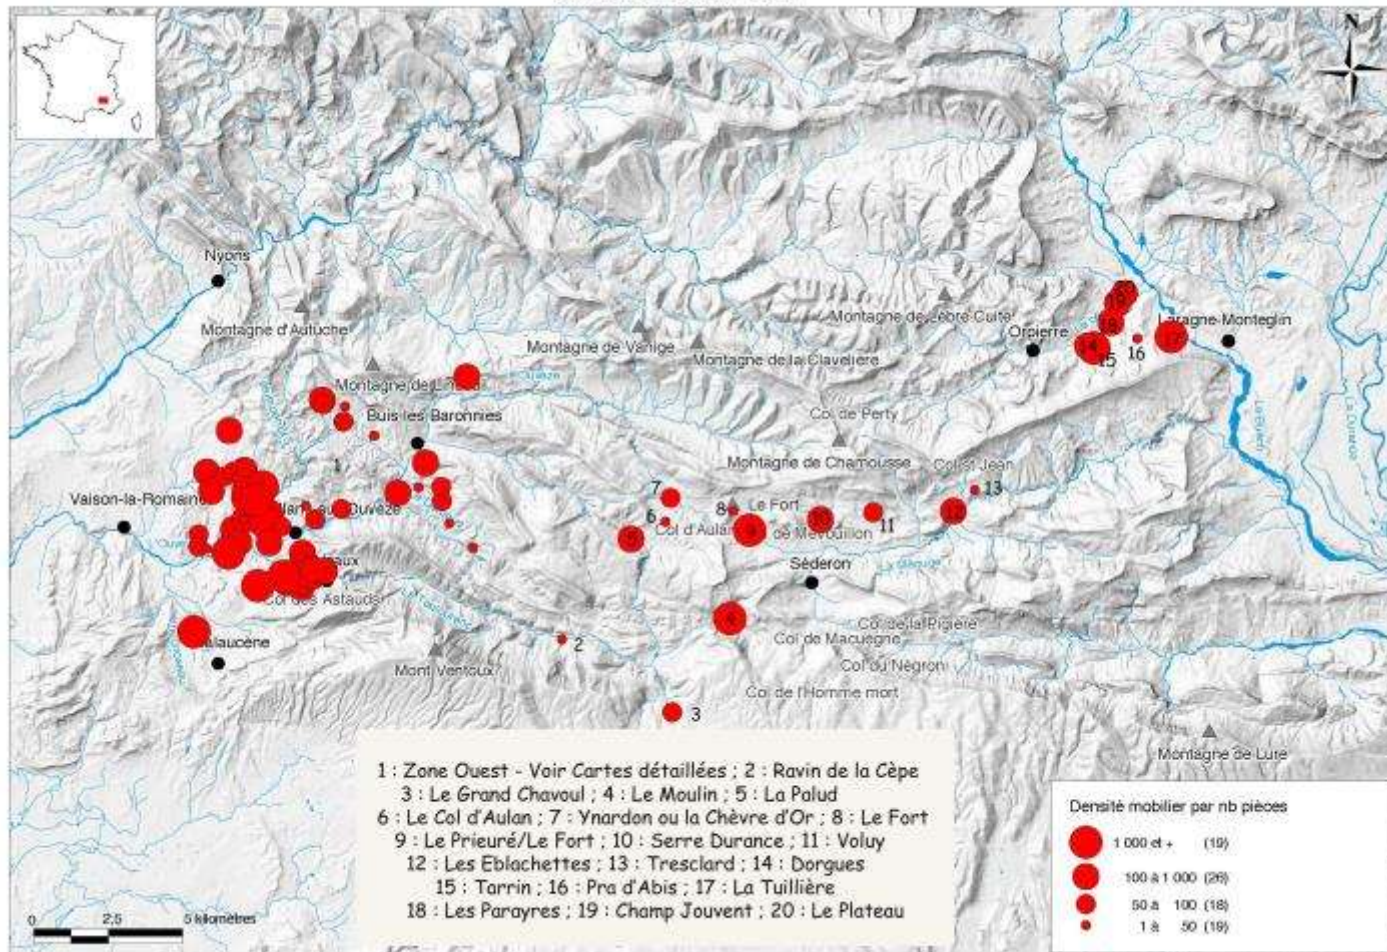 N
Nyons
Montagne d'Autuche
Montagne de Vanige
Montagne de la Clavelière
Montagne de Lèbre Culte
Orpierre
Laragne-Monteglin
15
16
Montagne de
Buis les Baronnies
Col de Perty
Montagne de Chamousse
Col St Jean
13
1
Vaison-la-Romaine
7
6
8
Le Fort
Col d'Aulan
de Mévouillon
11
Séderon
Col des Astauds
Malaucène
Mont Ventoux
2
3
Col de la Pigière
Col de Macuègne
Col du Négron
Col de l'Homme mort
Montagne de Lure
1 : Zone Ouest - Voir Cartes détaillées ; 2 : Ravin de la Cèpe
3 : Le Grand Chavoul ; 4 : Le Moulin ; 5 : La Palud
6 : Le Col d'Aulan ; 7 : Ynardon ou la Chèvre d'Or ; 8 : Le Fort
9 : Le Prieuré/Le Fort ; 10 : Serre Durance ; 11 : Voluy
12 : Les Eblachettes ; 13 : Tresclard ; 14 : Dorgues
15 : Tarrin ; 16 : Pra d'Abis ; 17 : La Tuillière
18 : Les Parayres ; 19 : Champ Jouvent ; 20 : Le Plateau
Densité mobilier par nb pièces
1 000 et + (19)
100 à 1 000 (26)
50 à 100 (18)
1 à 50 (19)
0 2,5 5 kilomètres